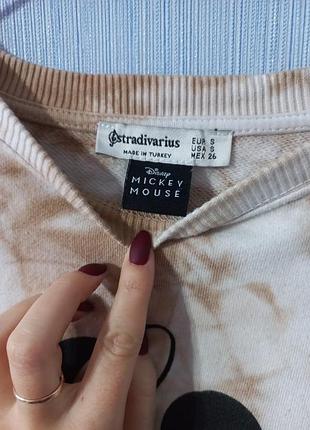 Stradivarius
MADE IN TURKEY
EUR S
USA S
MEX 26
Disney
MICKEY
MOUSE